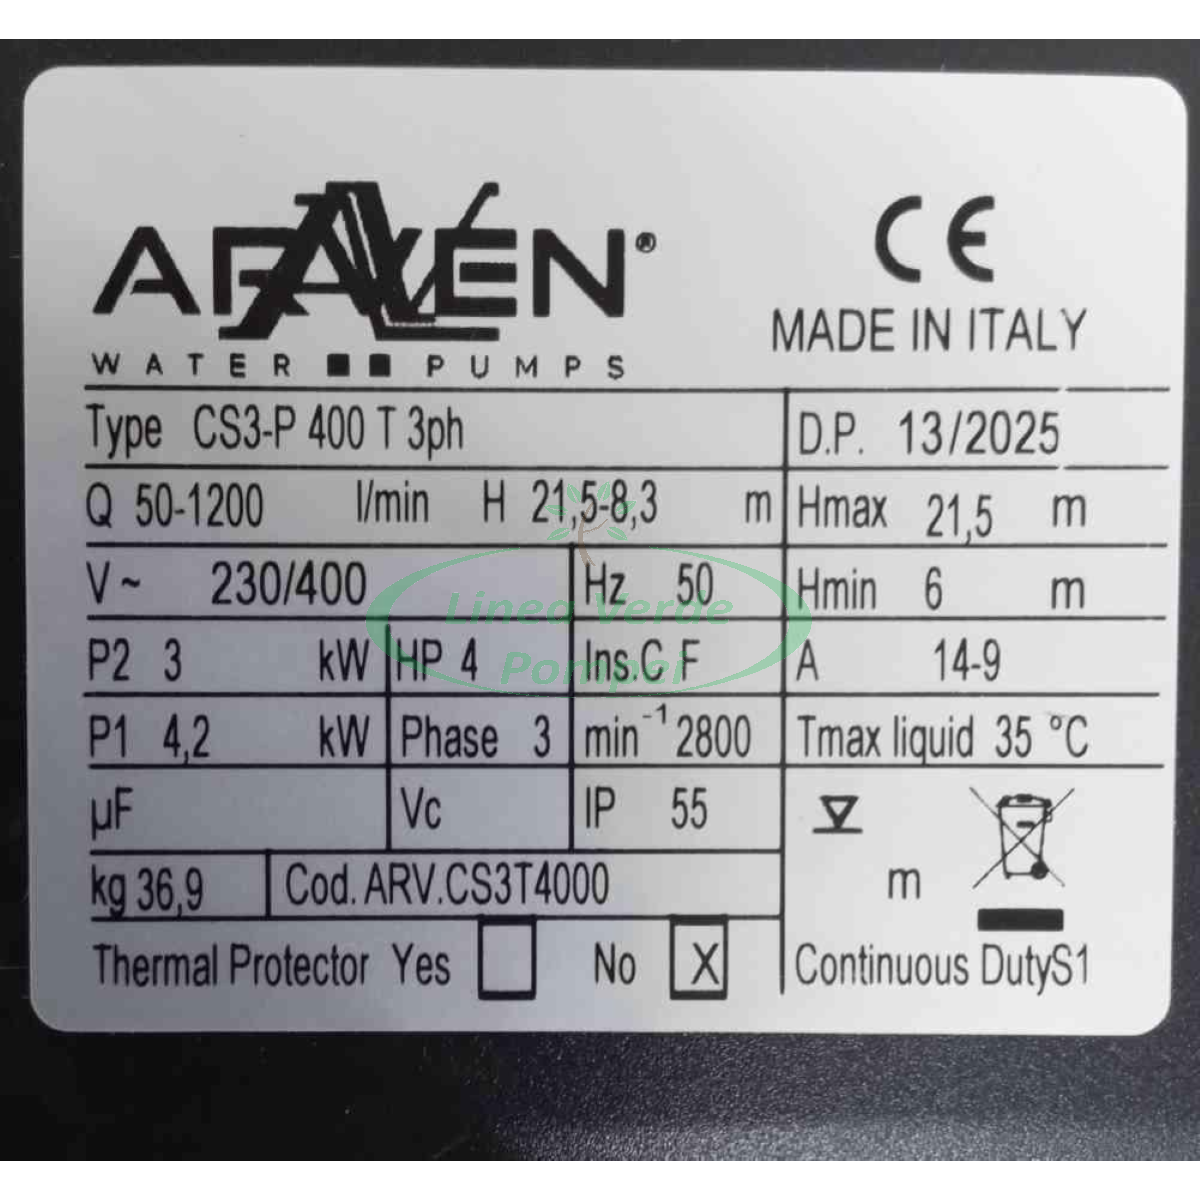 ARAVEN®
CE
WATER PUMPS
MADE IN ITALY
Type CS3-P 400 T 3ph
D.P. 13/2025
Q 50-1200 l/min H 21,5-8,3 m
Hmax 21,5 m
V~ 230/400
Hz 50
Hmin 6 m
Linea Verde
Pompei
P2 3 kW
HP 4
Ins.C F
A 14-9
P1 4,2 kW
Phase 3
min⁻¹ 2800
Tmax liquid 35 °C
µF
Vc
IP 55
m
kg 36,9
Cod. ARV.CS3T4000
Thermal Protector Yes No X
Continuous DutyS1